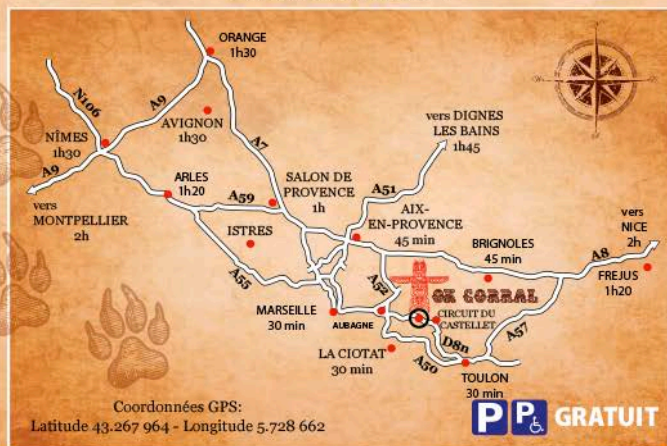 ORANGE
1h30
N106
A9
AVIGNON
1h30
NÎMES
1h30
A9
vers
MONTPELLIER
2h
ARLES
1h20
A7
A59
SALON DE
PROVENCE
1h
vers DIGNES
LES BAINS
1h45
A51
AIX-
EN-PROVENCE
45 min
ISTRES
A55
BRIGNOLES
45 min
vers
NICE
2h
A8
FREJUS
1h20
A52
OK CORRAL
CIRCUIT DU
CASTELLET
MARSEILLE
30 min
AUBAGNE
D8n
A57
LA CIOTAT
30 min
A50
TOULON
30 min
Coordonnées GPS:
Latitude 43.267 964 - Longitude 5.728 662
P P GRATUIT